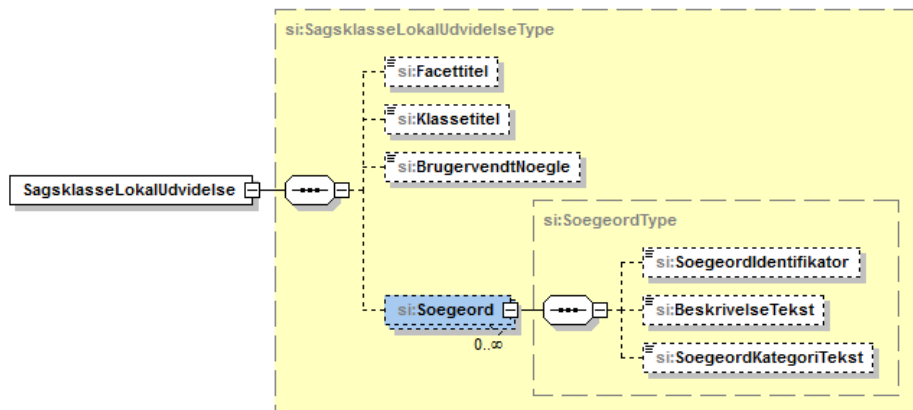 si:SagsklasseLokalUdvidelseType
si:Facettitel
si:Klassetitel
si:BrugervendtNoegle
SagsklasseLokalUdvidelse
si:SoegeordType
si:SoegeordIdentifikator
si:Soegeord
si:BeskrivelseTekst
0..∞
si:SoegeordKategoriTekst